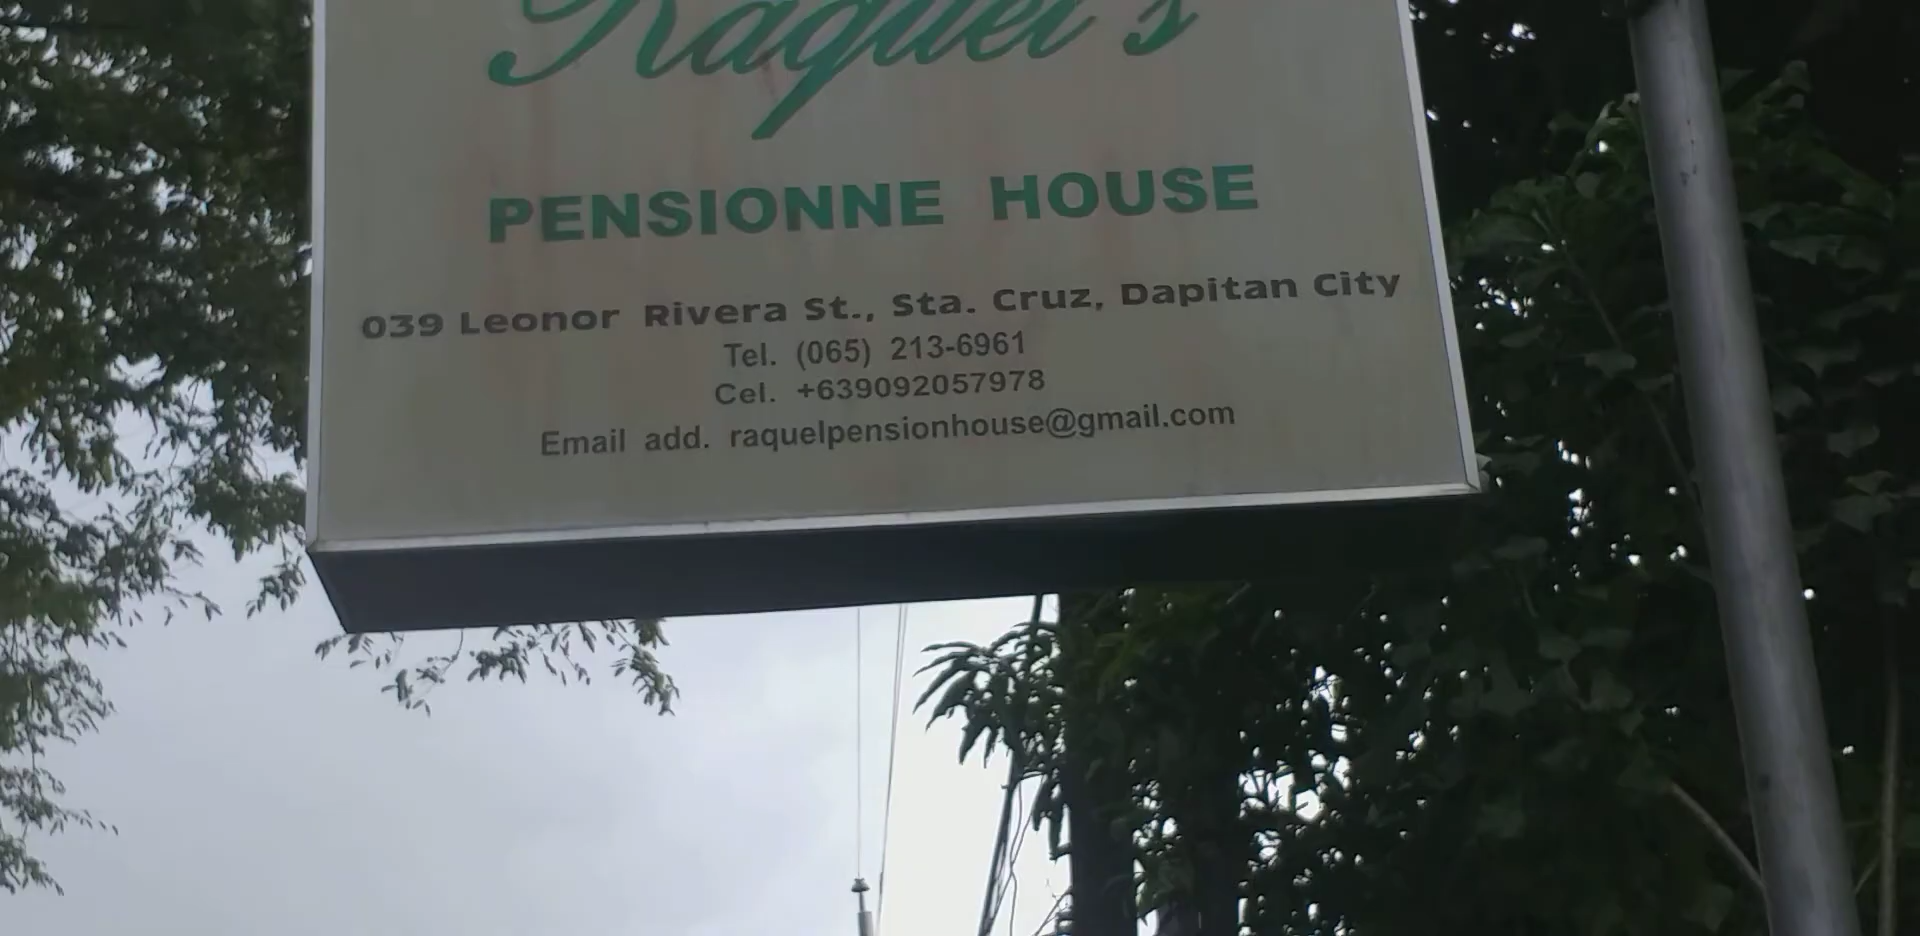 Raquel's
PENSIONNE HOUSE
039 Leonor Rivera St., Sta. Cruz, Dapitan City
Tel. (065) 213-6961
Cel. +639092057978
Email add. raquelpensionhouse@gmail.com